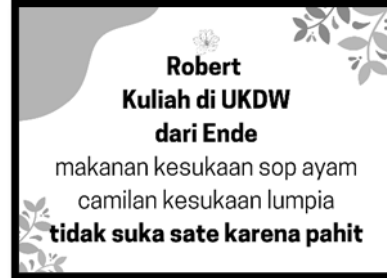 Robert
Kuliah di UKDW
dari Ende
makanan kesukaan sop ayam
camilan kesukaan lumpia
tidak suka sate karena pahit